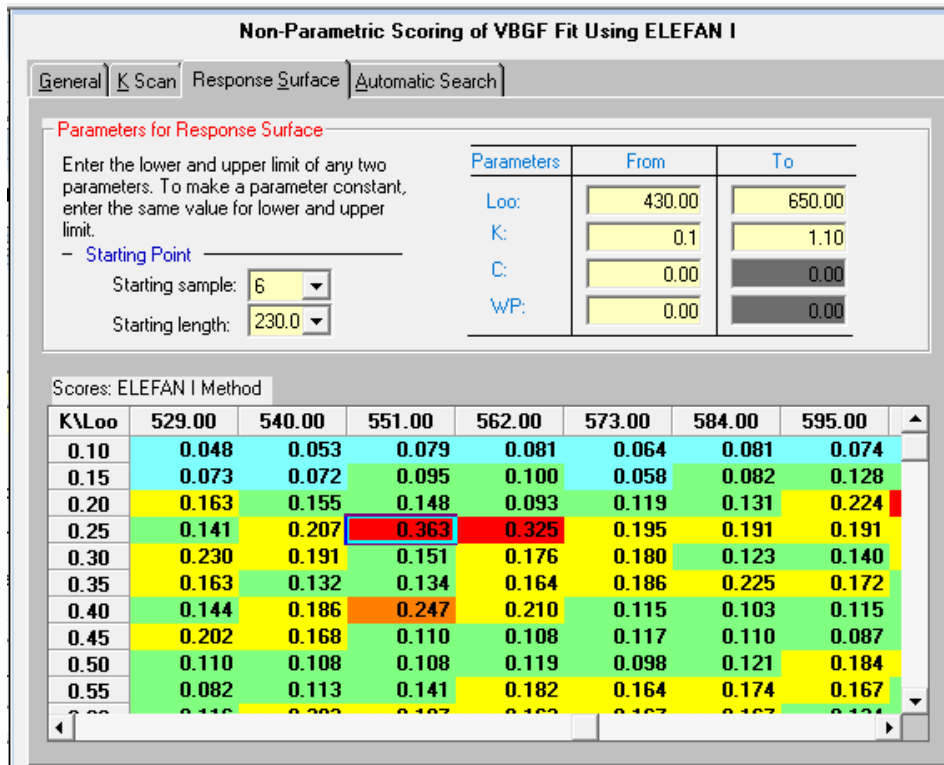 Non-Parametric Scoring of VBGF Fit Using ELEFAN I
General K Scan Response Surface Automatic Search
Parameters for Response Surface
Enter the lower and upper limit of any two
parameters. To make a parameter constant,
enter the same value for lower and upper
limit.
Starting Point
Starting sample: 6
Starting length: 230.0
Parameters From To
Loo: 430.00 650.00
K: 0.1 1.10
C: 0.00 0.00
WP: 0.00 0.00
Scores: ELEFAN I Method
K\Loo 529.00 540.00 551.00 562.00 573.00 584.00 595.00
0.10 0.048 0.053 0.079 0.081 0.064 0.081 0.074
0.15 0.073 0.072 0.095 0.100 0.058 0.082 0.128
0.20 0.163 0.155 0.148 0.093 0.119 0.131 0.224
0.25 0.141 0.207 0.363 0.325 0.195 0.191 0.191
0.30 0.230 0.191 0.151 0.176 0.180 0.123 0.140
0.35 0.163 0.132 0.134 0.164 0.186 0.225 0.172
0.40 0.144 0.186 0.247 0.210 0.115 0.103 0.115
0.45 0.202 0.168 0.110 0.108 0.117 0.110 0.087
0.50 0.110 0.108 0.108 0.119 0.098 0.121 0.184
0.55 0.082 0.113 0.141 0.182 0.164 0.174 0.167